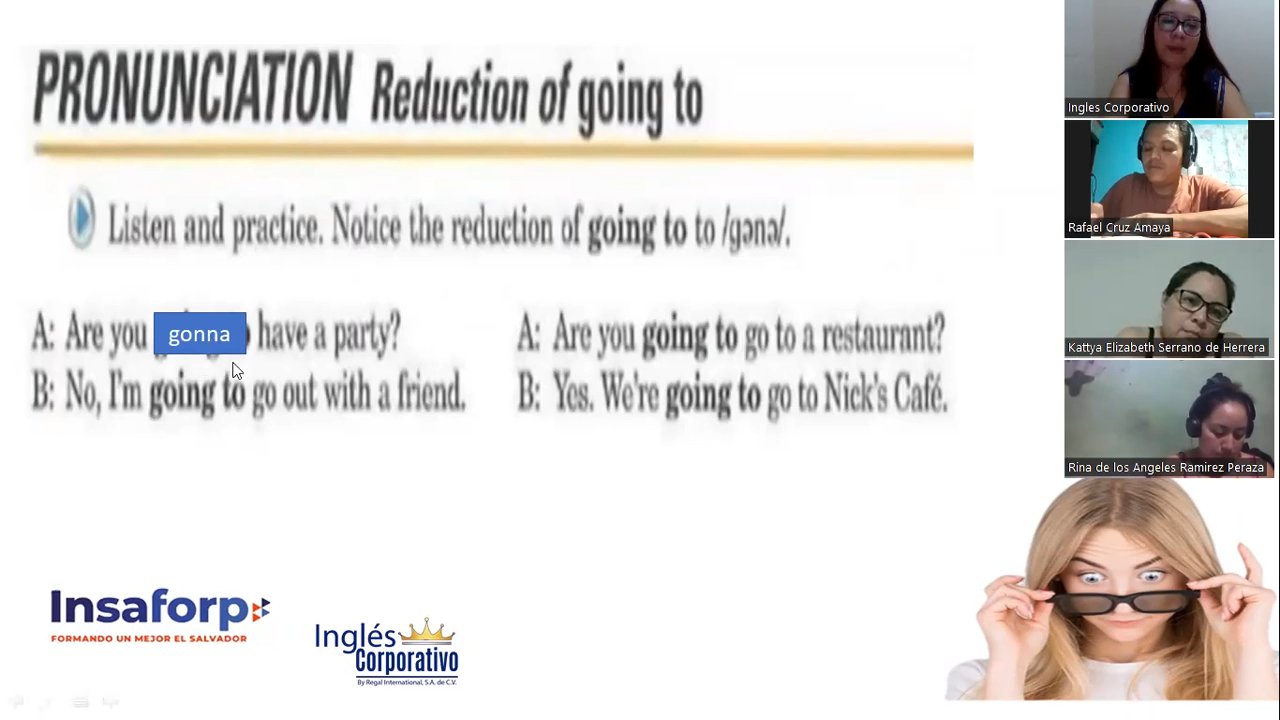 PRONUNCIATION Reduction of going to
Listen and practice. Notice the reduction of going to to /gənə/.
A: Are you gonna have a party?
B: No, I'm going to go out with a friend.
A: Are you going to go to a restaurant?
B: Yes. We're going to go to Nick's Café.
Insaforp
FORMANDO UN MEJOR EL SALVADOR
Inglés
Corporativo
By Regal International, S.A. de C.V.
Ingles Corporativo
Rafael Cruz Amaya
Kattya Elizabeth Serrano de Herrera
Rina de los Angeles Ramirez Peraza